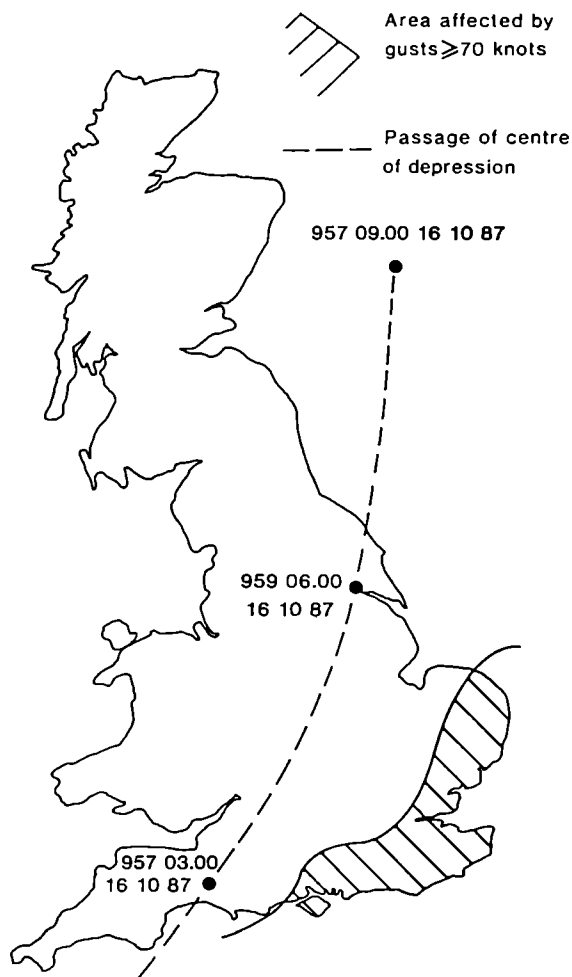 Area affected by
gusts ⩾70 knots
Passage of centre
of depression
957 09.00 16 10 87
959 06.00
16 10 87
957 03.00
16 10 87